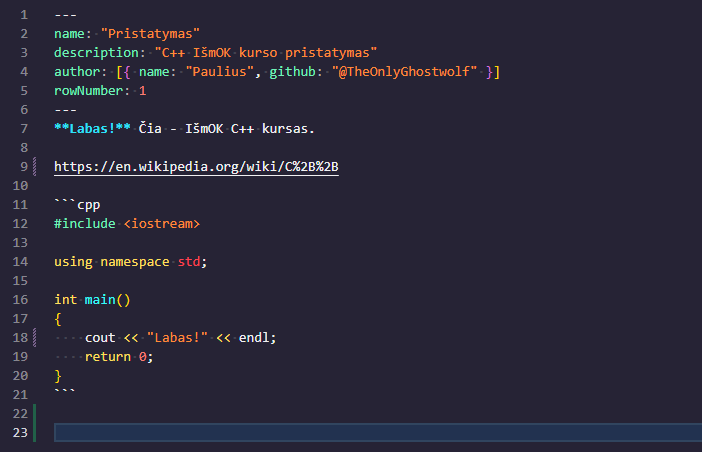 1 ---
2 name: "Pristatymas"
3 description: "C++ IšmOK kurso pristatymas"
4 author: [{ name: "Paulius", github: "@TheOnlyGhostwolf" }]
5 rowNumber: 1
6 ---
7 **Labas!** Čia - IšmOK C++ kursas.
8
9 https://en.wikipedia.org/wiki/C%2B%2B
10
11 ```cpp
12 #include <iostream>
13
14 using namespace std;
15
16 int main()
17 {
18 ····cout << "Labas!" << endl;
19 ····return 0;
20 }
21 ```
22
23